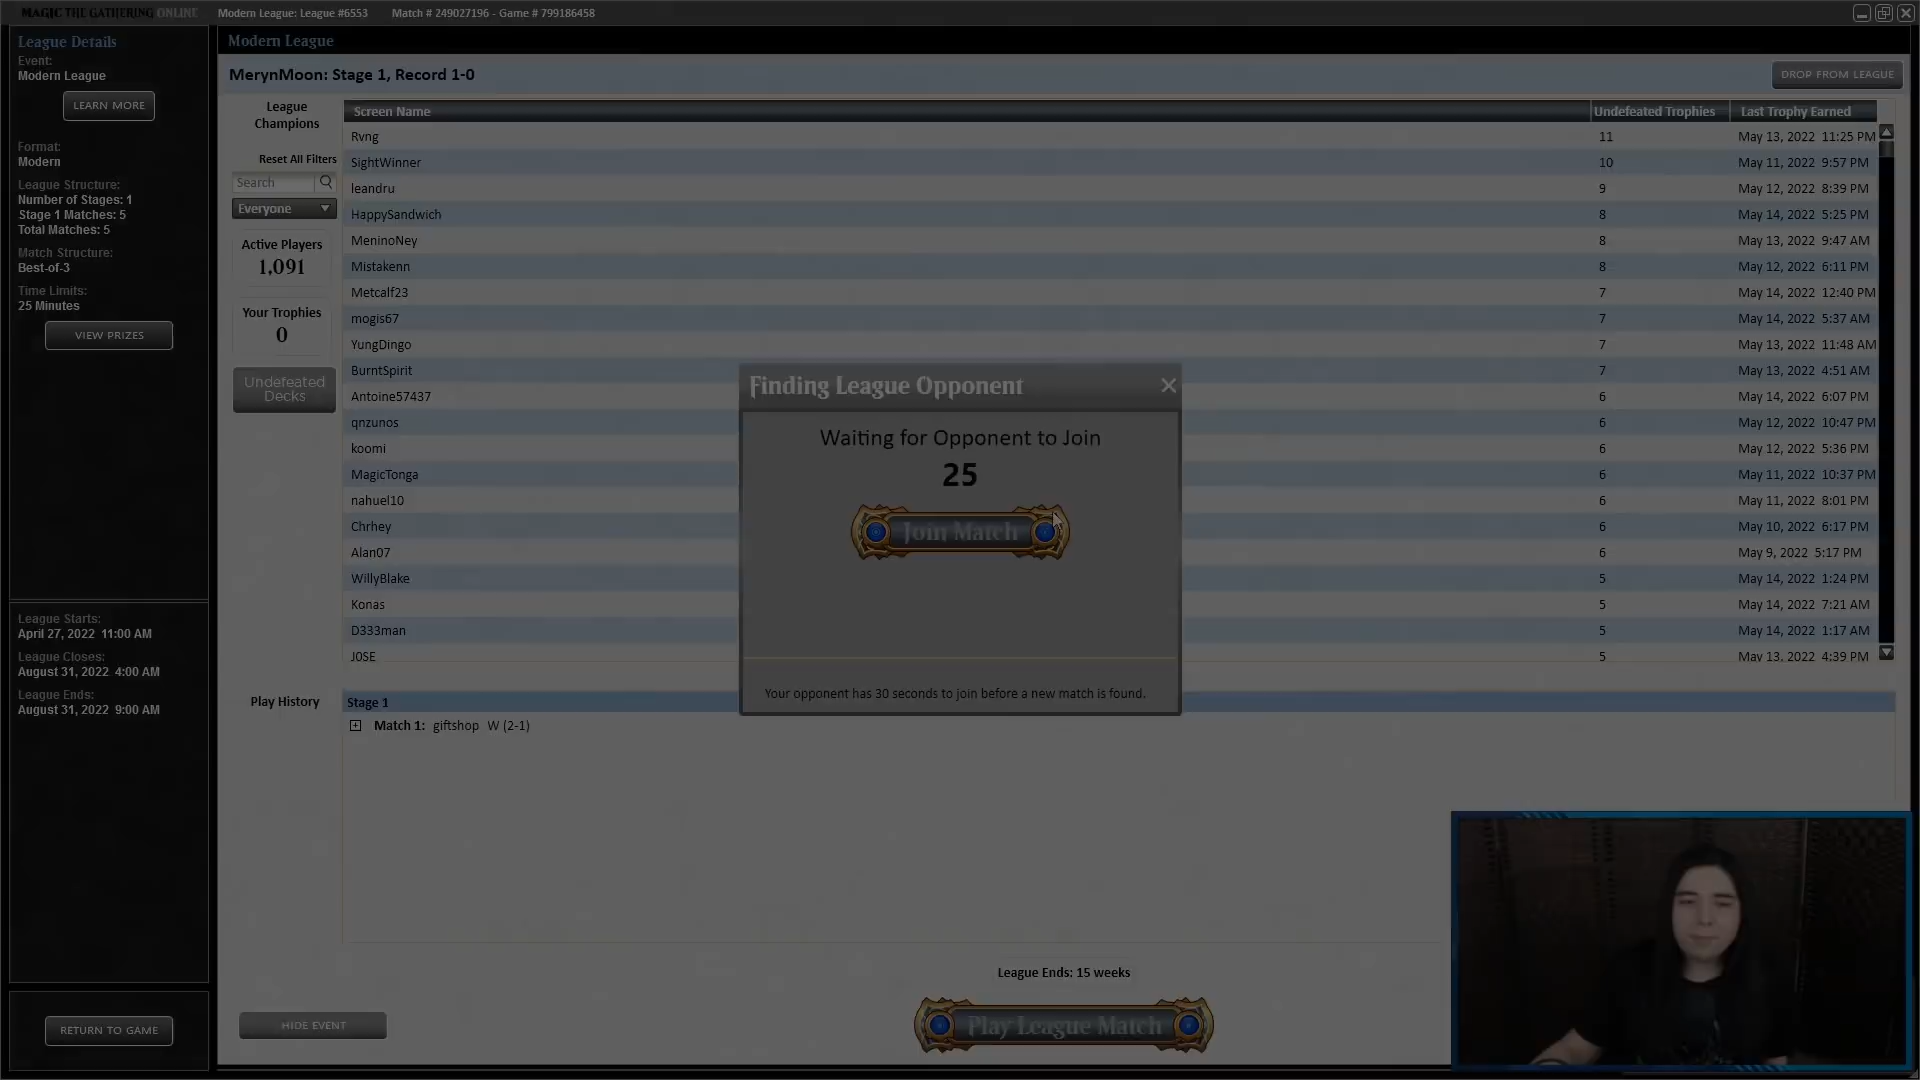 MAGIC THE GATHERING ONLINE Modern League: League #6553 Match # 249027196 - Game # 799186458
League Details
Event:
Modern League
LEARN MORE
Format:
Modern
League Structure:
Number of Stages: 1
Stage 1 Matches: 5
Total Matches: 5
Match Structure:
Best-of-3
Time Limits:
25 Minutes
VIEW PRIZES
League Starts:
April 27, 2022 11:00 AM
League Closes:
August 31, 2022 4:00 AM
League Ends:
August 31, 2022 9:00 AM
RETURN TO GAME
Modern League
MerynMoon: Stage 1, Record 1-0 DROP FROM LEAGUE
League
Champions
Reset All Filters
Search
Everyone
Active Players
1,091
Your Trophies
0
Undefeated
Decks
Screen Name Undefeated Trophies Last Trophy Earned
Rvng 11 May 13, 2022 11:25 PM
SightWinner 10 May 11, 2022 9:57 PM
leandru 9 May 12, 2022 8:39 PM
HappySandwich 8 May 14, 2022 5:25 PM
MeninoNey 8 May 13, 2022 9:47 AM
Mistakenn 8 May 12, 2022 6:11 PM
Metcalf23 7 May 14, 2022 12:40 PM
mogis67 7 May 14, 2022 5:37 AM
YungDingo 7 May 13, 2022 11:48 AM
BurntSpirit 7 May 13, 2022 4:51 AM
Antoine57437 6 May 14, 2022 6:07 PM
qnzunos 6 May 12, 2022 10:47 PM
koomi 6 May 12, 2022 5:36 PM
MagicTonga 6 May 11, 2022 10:37 PM
nahuel10 6 May 11, 2022 8:01 PM
Chrhey 6 May 10, 2022 6:17 PM
Alan07 6 May 9, 2022 5:17 PM
WillyBlake 5 May 14, 2022 1:24 PM
Konas 5 May 14, 2022 7:21 AM
D333man 5 May 14, 2022 1:17 AM
J0SE 5 May 13, 2022 4:39 PM
Finding League Opponent
Waiting for Opponent to Join
25
Join Match
Your opponent has 30 seconds to join before a new match is found.
Play History
Stage 1
Match 1: giftshop W (2-1)
League Ends: 15 weeks
HIDE EVENT
Play League Match